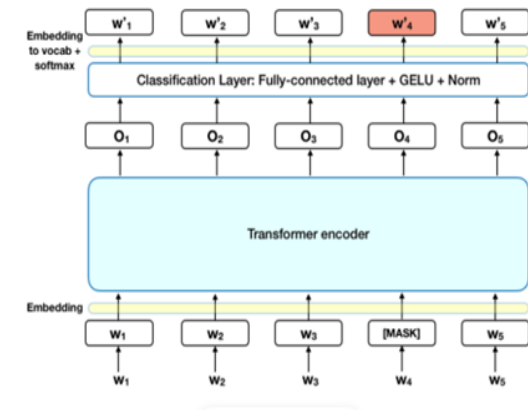 w'1 w'2 w'3 w'4 w'5
Embedding
to vocab +
softmax
Classification Layer: Fully-connected layer + GELU + Norm
O1 O2 O3 O4 O5
Transformer encoder
Embedding
W1 W2 W3 [MASK] W5
W1 W2 W3 W4 W5